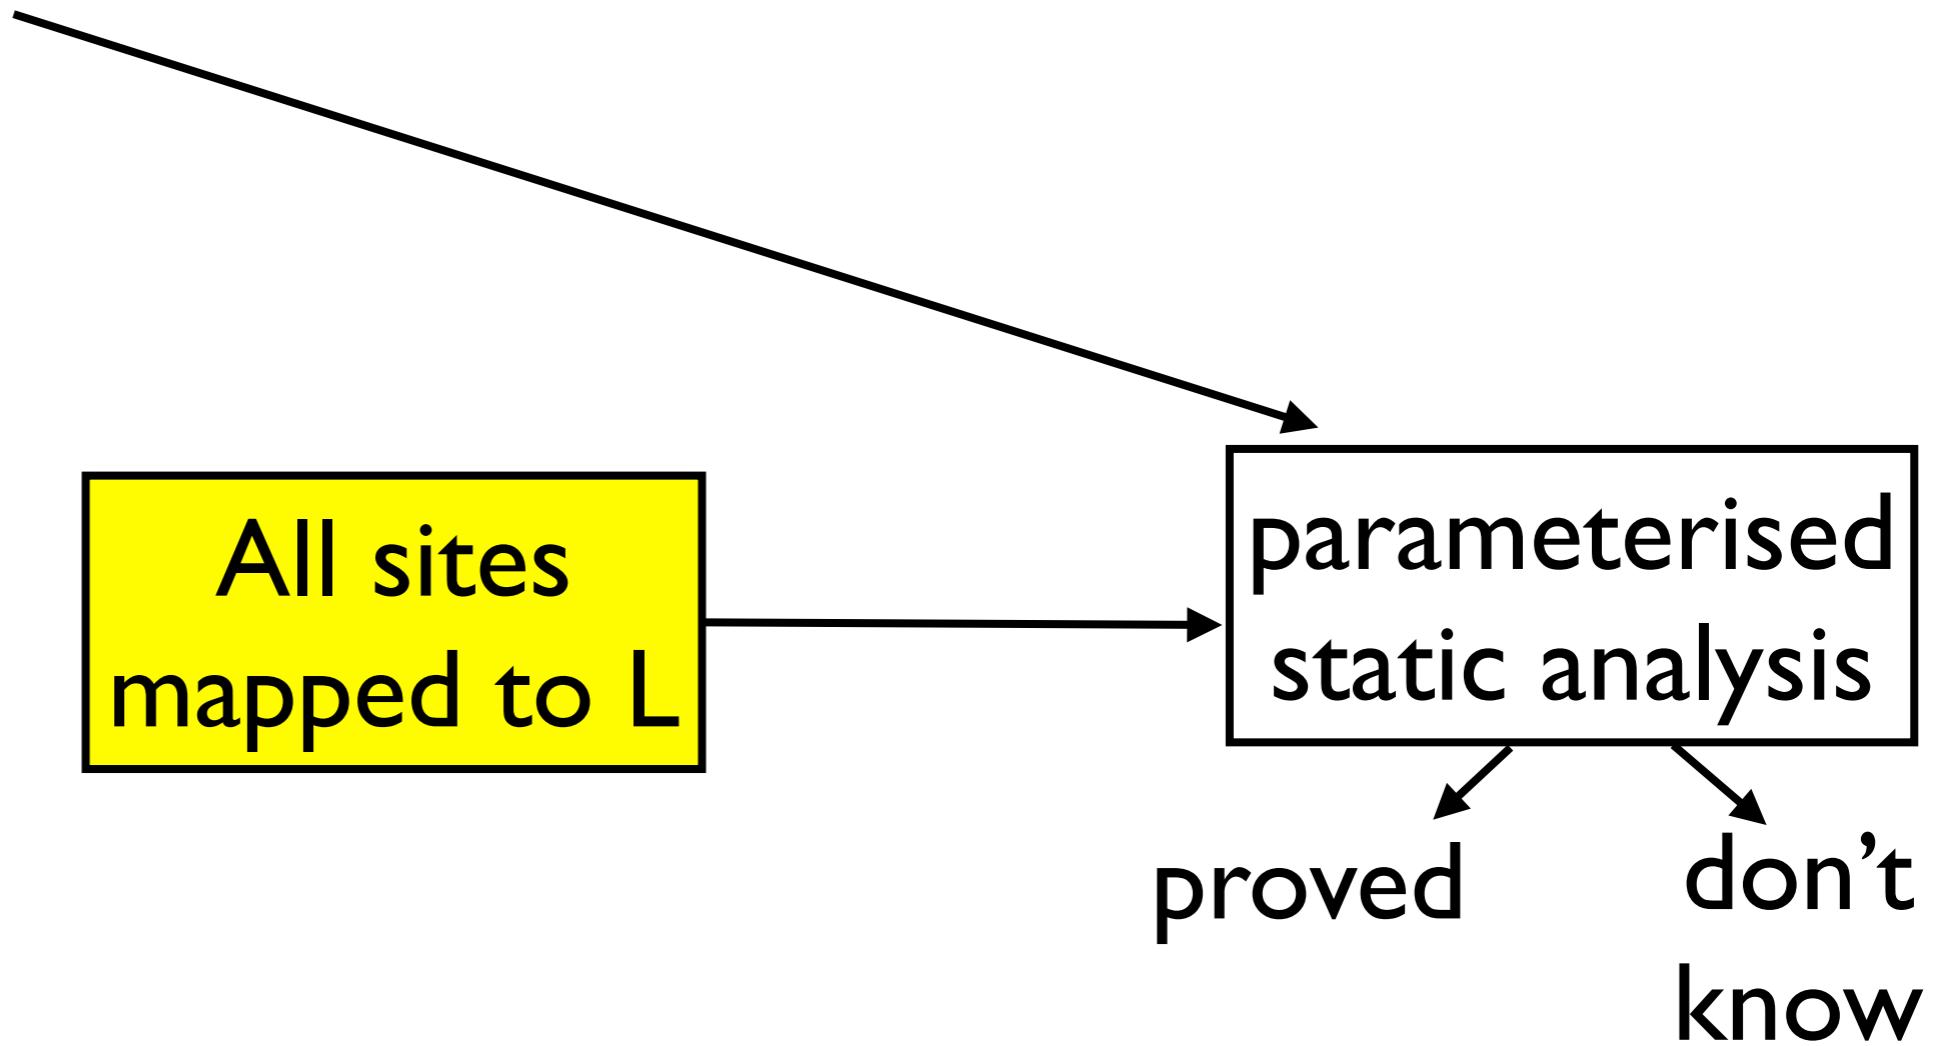 All sites
mapped to L
parameterised
static analysis
proved
don’t
know